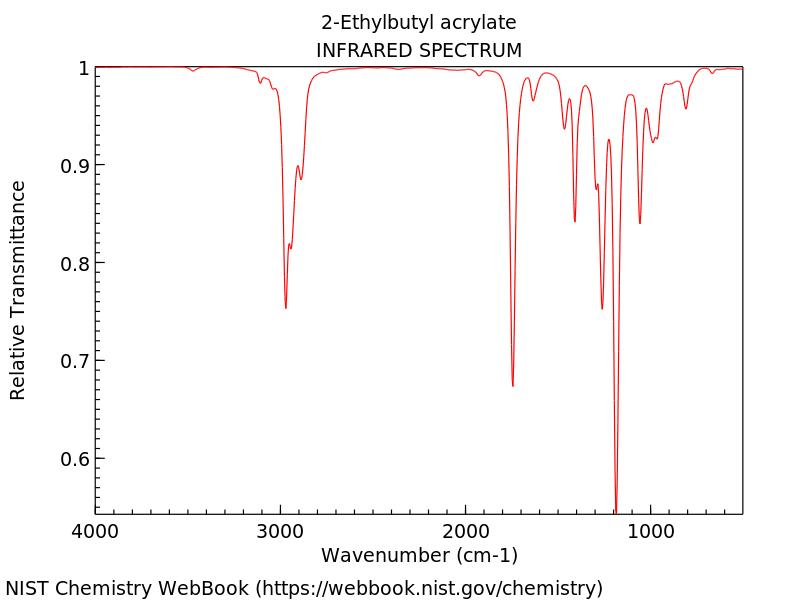 2-Ethylbutyl acrylate
INFRARED SPECTRUM
1
0.9
0.8
0.7
0.6
Relative Transmittance
4000 3000 2000 1000
Wavenumber (cm-1)
NIST Chemistry WebBook (https://webbook.nist.gov/chemistry)